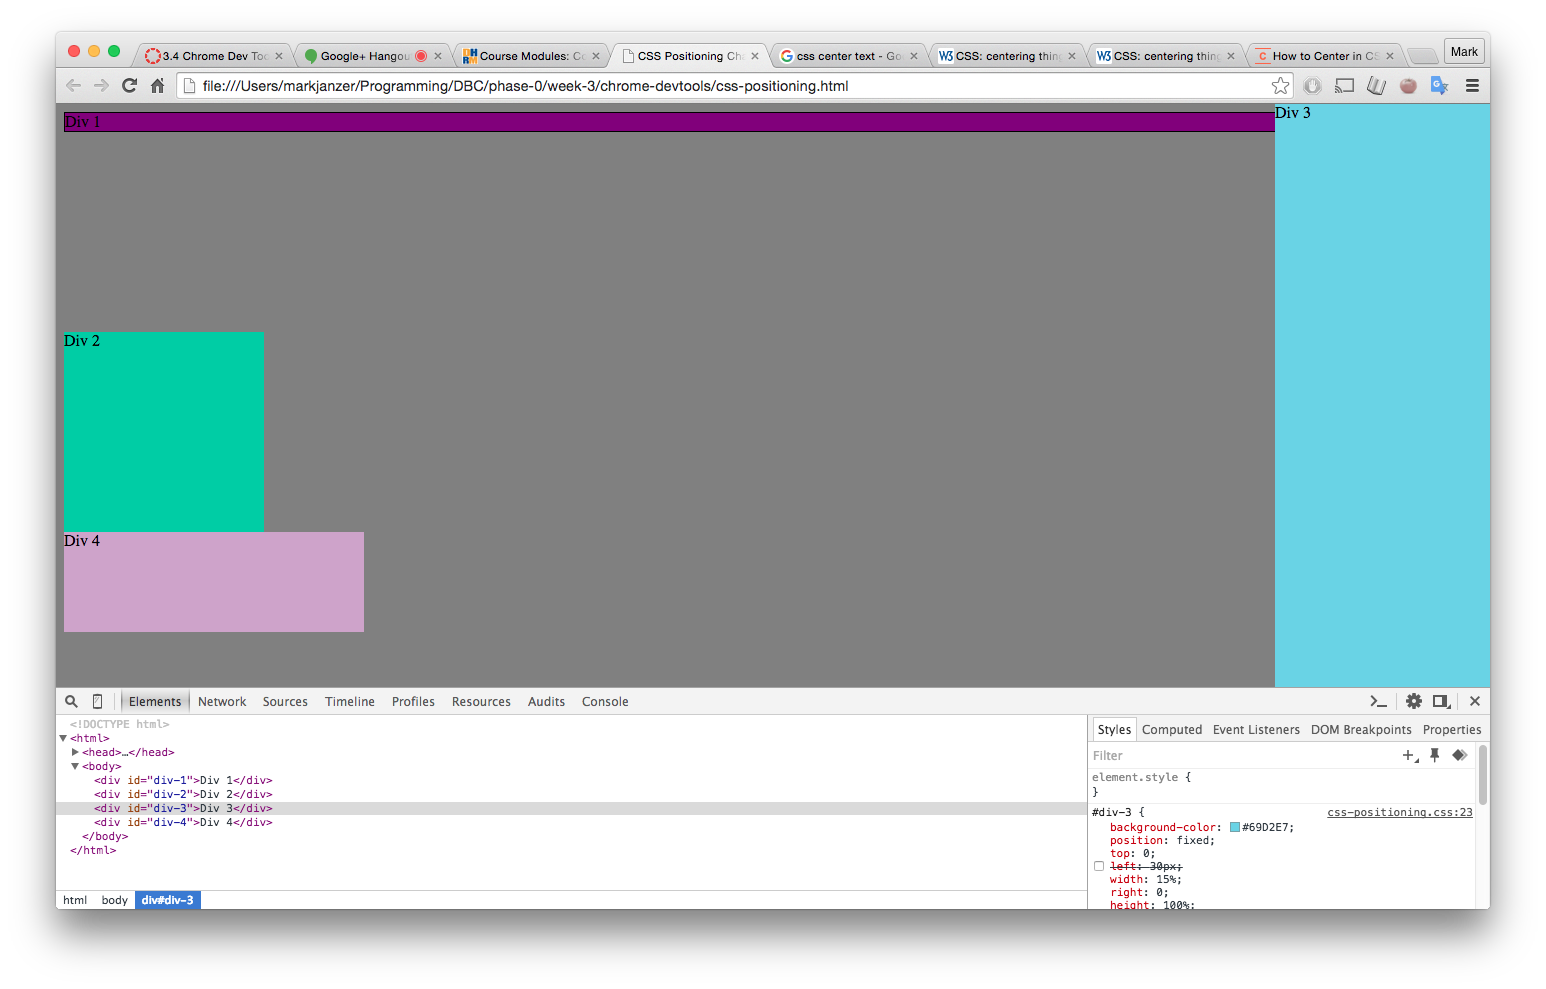 3.4 Chrome Dev Too
Google+ Hangou
Course Modules: Co
CSS Positioning Cha
css center text - Goo
CSS: centering thing
CSS: centering thing
How to Center in CS
Mark
file:///Users/markjanzer/Programming/DBC/phase-0/week-3/chrome-devtools/css-positioning.html
Div 1
Div 3
Div 2
Div 4
Elements Network Sources Timeline Profiles Resources Audits Console
<!DOCTYPE html>
<html>
<head>…</head>
<body>
<div id="div-1">Div 1</div>
<div id="div-2">Div 2</div>
<div id="div-3">Div 3</div>
<div id="div-4">Div 4</div>
</body>
</html>
html body div#div-3
Styles Computed Event Listeners DOM Breakpoints Properties
Filter
element.style {
}
#div-3 { css-positioning.css:23
background-color: #69D2E7;
position: fixed;
top: 0;
left: 30px;
width: 15%;
right: 0;
height: 100%;